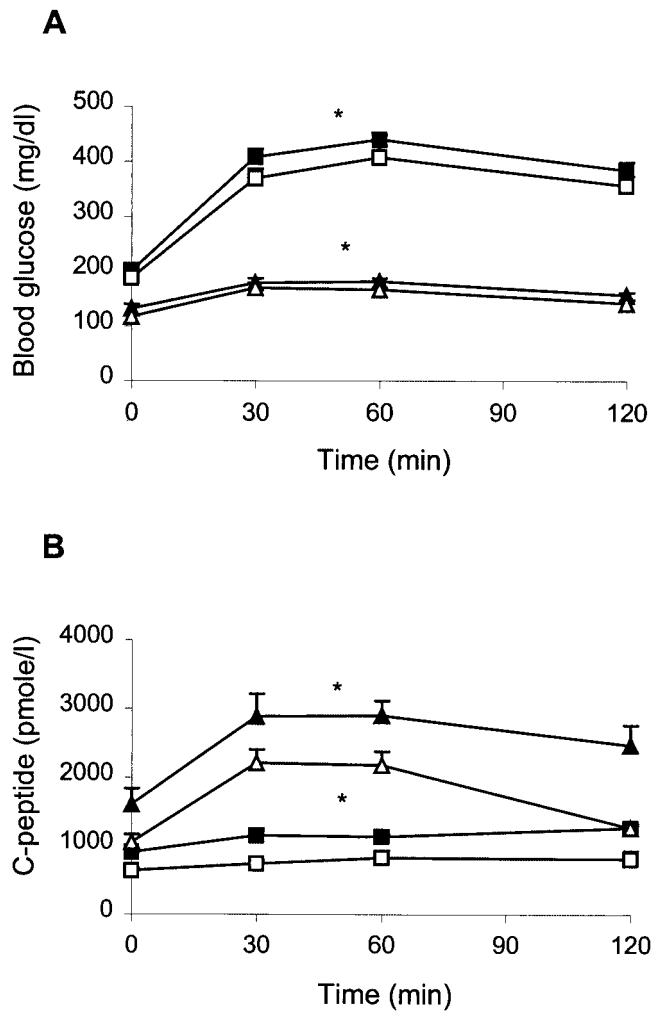 A
Blood glucose (mg/dl)
500
400
300
200
100
0
*
*
0 30 60 90 120
Time (min)
B
C-peptide (pmole/l)
4000
3000
2000
1000
0
*
*
0 30 60 90 120
Time (min)